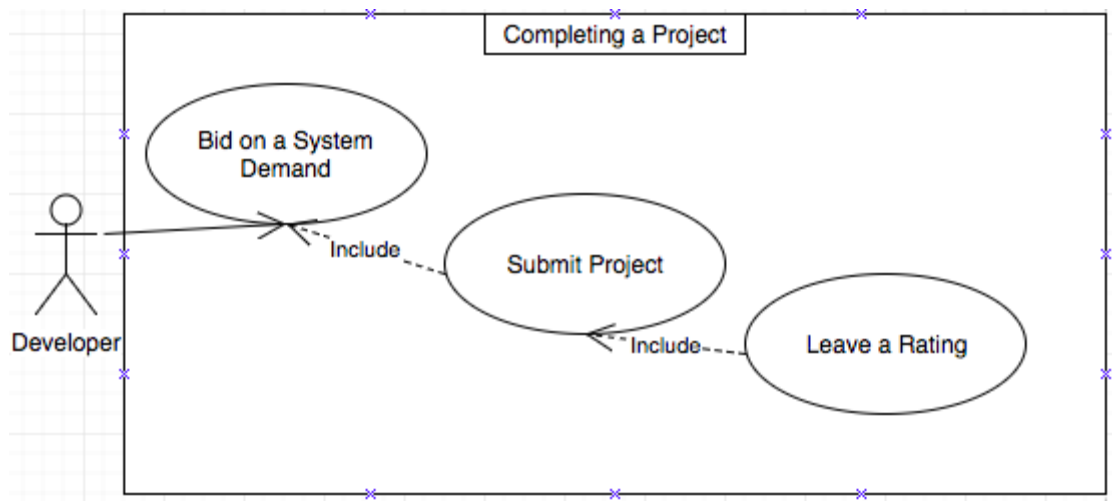 Completing a Project
Bid on a System
Demand
Include
Submit Project
Include
Leave a Rating
Developer